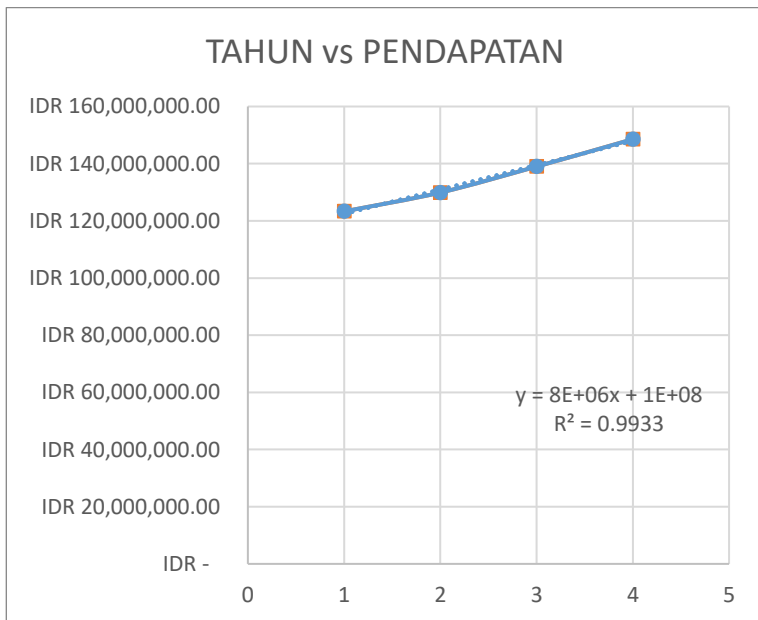 TAHUN vs PENDAPATAN
IDR 160,000,000.00
IDR 140,000,000.00
IDR 120,000,000.00
IDR 100,000,000.00
IDR 80,000,000.00
IDR 60,000,000.00
y = 8E+06x + 1E+08
R² = 0.9933
IDR 40,000,000.00
IDR 20,000,000.00
IDR -
0 1 2 3 4 5